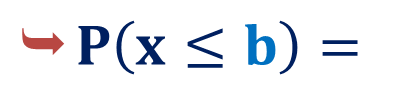 P(x ≤ b) =